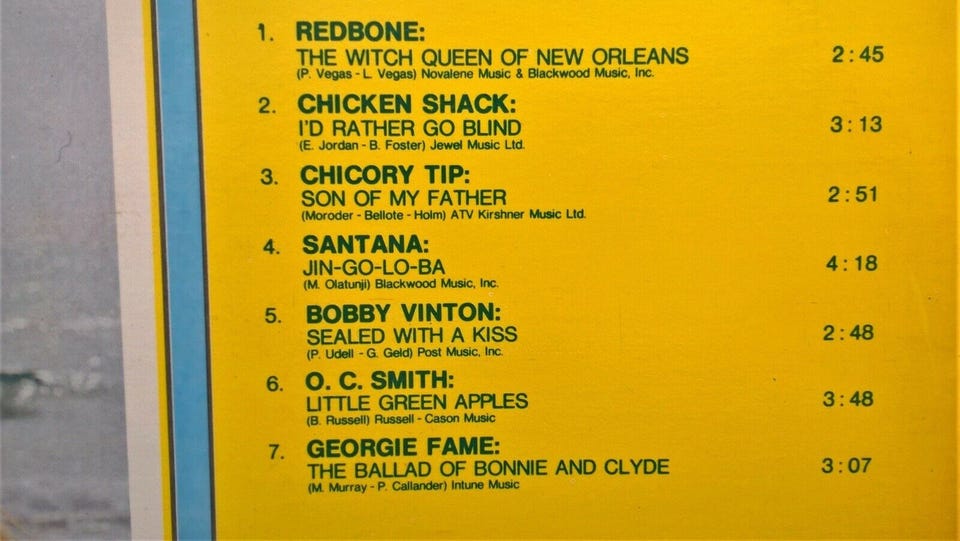 1. REDBONE:
THE WITCH QUEEN OF NEW ORLEANS 2:45
(P. Vegas - L. Vegas) Novalene Music & Blackwood Music, Inc.
2. CHICKEN SHACK:
I'D RATHER GO BLIND 3:13
(E. Jordan - B. Foster) Jewel Music Ltd.
3. CHICORY TIP:
SON OF MY FATHER 2:51
(Moroder - Bellote - Holm) ATV Kirshner Music Ltd.
4. SANTANA:
JIN-GO-LO-BA 4:18
(M. Olatunji) Blackwood Music, Inc.
5. BOBBY VINTON:
SEALED WITH A KISS 2:48
(P. Udell - G. Geld) Post Music, Inc.
6. O. C. SMITH:
LITTLE GREEN APPLES 3:48
(B. Russell) Russell - Cason Music
7. GEORGIE FAME:
THE BALLAD OF BONNIE AND CLYDE 3:07
(M. Murray - P. Callander) Intune Music